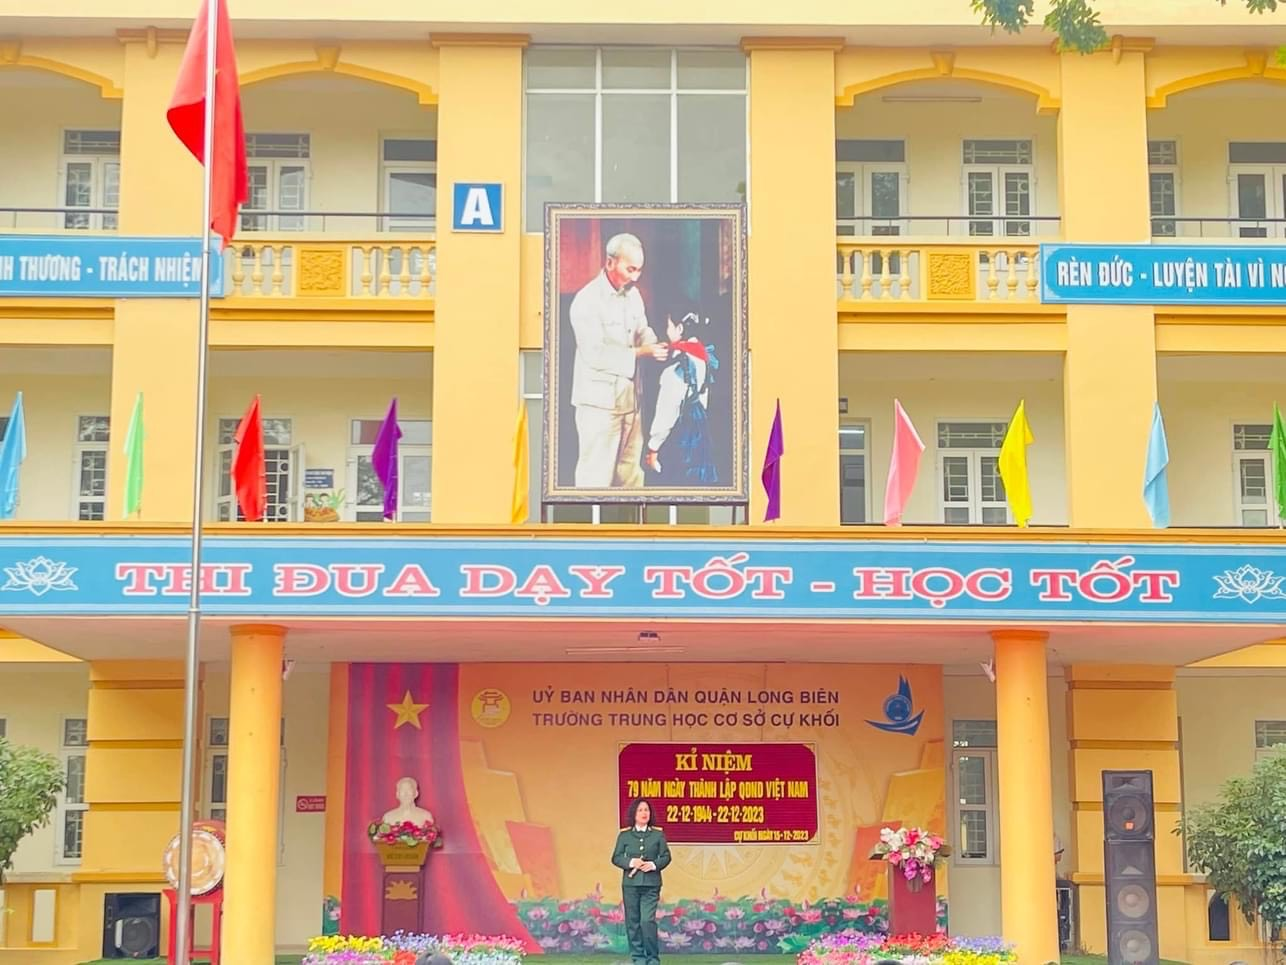 A
THƯƠNG - TRÁCH NHIỆM
RÈN ĐỨC - LUYỆN TÀI VÌ
THI ĐUA DẠY TỐT - HỌC TỐT
UỶ BAN NHÂN DÂN QUẬN LONG BIÊN
TRƯỜNG TRUNG HỌC CƠ SỞ CỰ KHỐI
KỈ NIỆM
79 NĂM NGÀY THÀNH LẬP QĐND VIỆT NAM
22-12-1944 - 22-12-2023
CỰ KHỐI NGÀY 15-12-2023